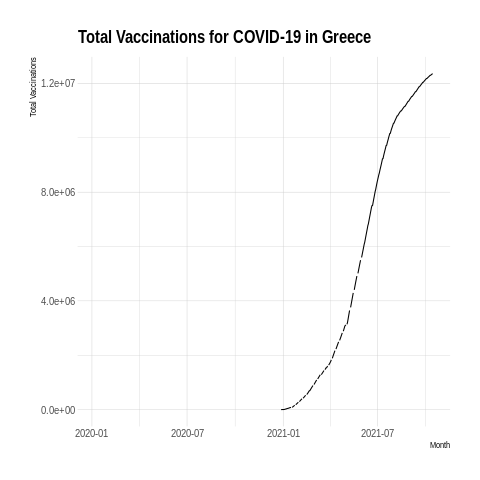 Total Vaccinations for COVID-19 in Greece
Total Vaccinations
1.2e+07
8.0e+06
4.0e+06
0.0e+00
2020-01 2020-07 2021-01 2021-07
Month